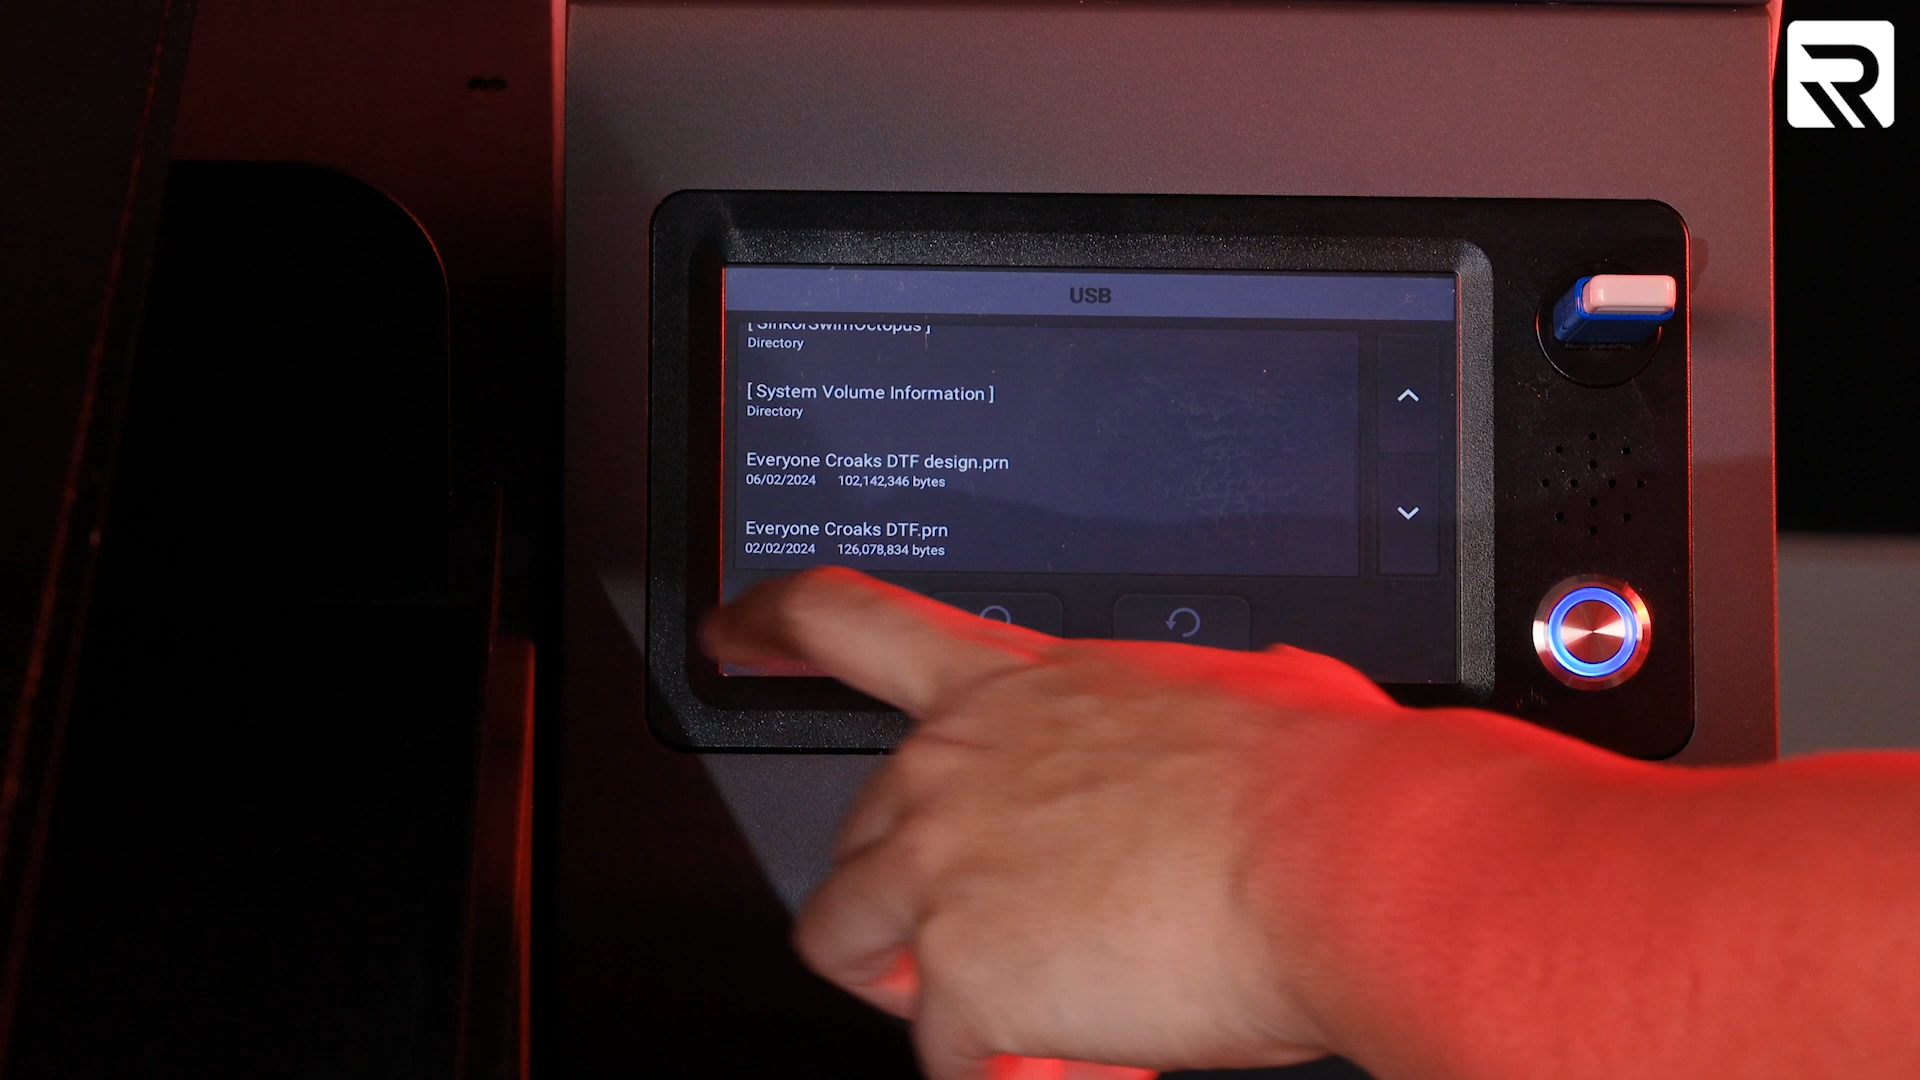 USB
[ SinkorSwimOctopus ]
Directory
[ System Volume Information ]
Directory
Everyone Croaks DTF design.prn
06/02/2024 102,142,346 bytes
Everyone Croaks DTF.prn
02/02/2024 126,078,834 bytes